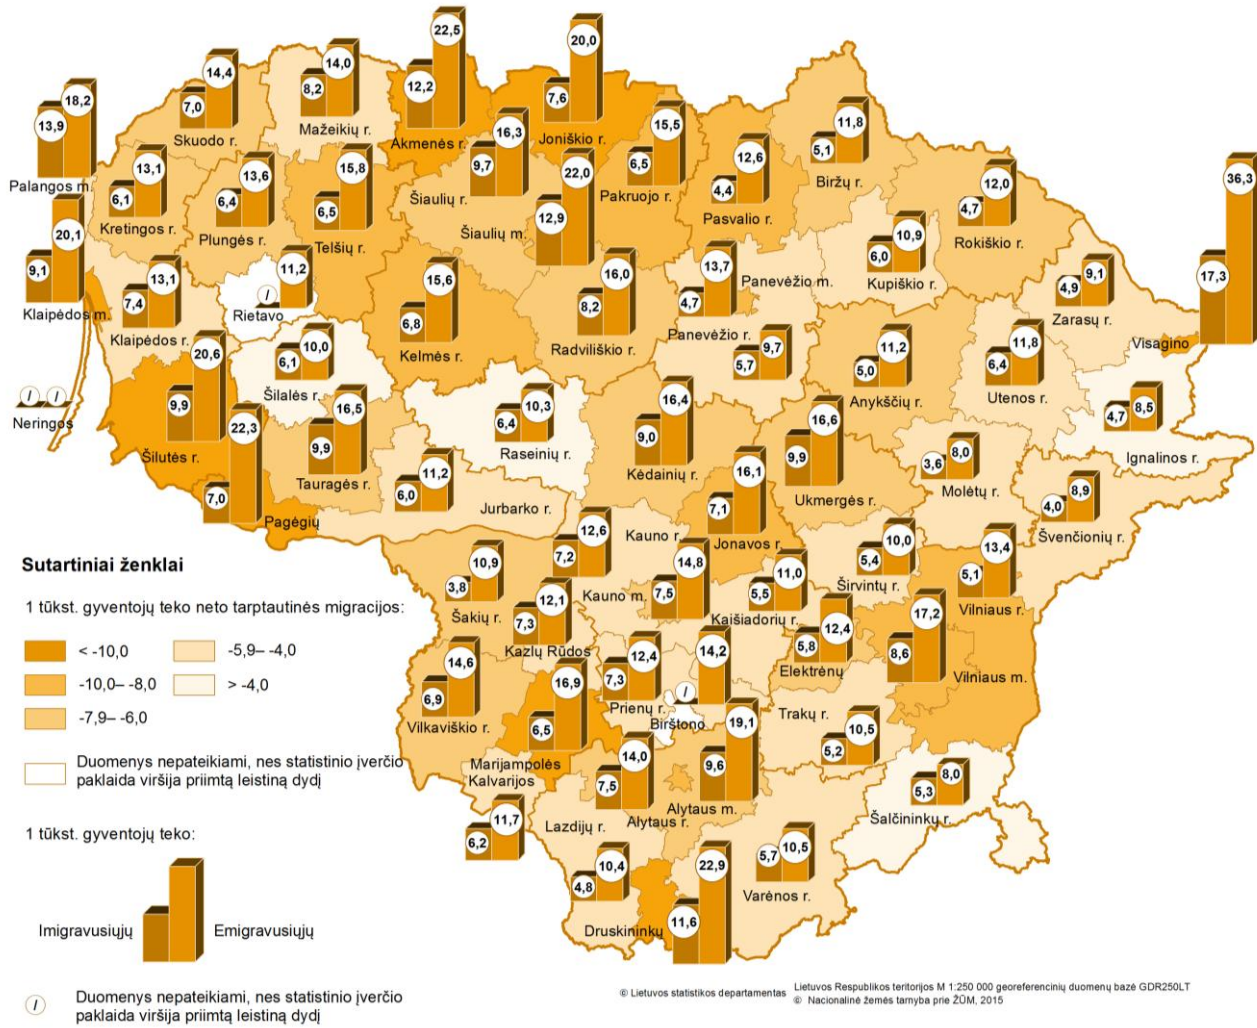 22,5
12,2
Akmenės r.
20,0
7,6
Joniškio r.
14,0
8,2
Mažeikių r.
14,4
7,0
Skuodo r.
18,2
13,9
Palangos m.
16,3
9,7
Šiaulių r.
15,5
6,5
Pakruojo r.
12,6
4,4
Pasvalio r.
11,8
5,1
Biržų r.
12,0
4,7
Rokiškio r.
36,3
17,3
Visagino
13,1
6,1
Kretingos r.
13,6
6,4
Plungės r.
15,8
6,5
Telšių r.
22,0
12,9
Šiaulių m.
20,1
9,1
Klaipėdos m.
13,1
7,4
Klaipėdos r.
11,2
/
Rietavo
15,6
6,8
Kelmės r.
16,0
8,2
Radviliškio r.
13,7
4,7
Panevėžio m.
Panevėžio r.
9,7
5,7
10,9
6,0
Kupiškio r.
9,1
4,9
Zarasų r.
11,2
5,0
Anykščių r.
11,8
6,4
Utenos r.
8,5
4,7
Ignalinos r.
/ /
Neringos
20,6
9,9
Šilutės r.
10,0
6,1
Šilalės r.
22,3
7,0
Pagėgių
16,5
9,9
Tauragės r.
10,3
6,4
Raseinių r.
11,2
6,0
Jurbarko r.
16,4
9,0
Kėdainių r.
16,6
9,9
Ukmergės r.
8,0
3,6
Molėtų r.
8,9
4,0
Švenčionių r.
16,1
7,1
Jonavos r.
12,6
7,2
Kauno r.
14,8
7,5
Kauno m.
11,0
5,5
Kaišiadorių r.
10,0
5,4
Širvintų r.
13,4
5,1
Vilniaus r.
17,2
8,6
Vilniaus m.
12,4
5,8
Elektrėnų
10,9
3,8
Šakių r.
12,1
7,3
Kazlų Rūdos
14,6
6,9
Vilkaviškio r.
16,9
6,5
Marijampolės
Kalvarijos
11,7
6,2
12,4
7,3
Prienų r.
14,2
/
Birštono
19,1
9,6
Alytaus m.
14,0
7,5
Alytaus r.
10,5
5,2
Trakų r.
8,0
5,3
Šalčininkų r.
10,4
4,8
Lazdijų r.
22,9
11,6
Druskininkų
10,5
5,7
Varėnos r.
Sutartiniai ženklai
1 tūkst. gyventojų teko neto tarptautinės migracijos:
< -10,0
-5,9– -4,0
-10,0– -8,0
> -4,0
-7,9– -6,0
Duomenys nepateikiami, nes statistinio įverčio
paklaida viršija priimtą leistiną dydį
1 tūkst. gyventojų teko:
Imigravusiųjų
Emigravusiųjų
/
Duomenys nepateikiami, nes statistinio įverčio
paklaida viršija priimtą leistiną dydį
© Lietuvos statistikos departamentas
Lietuvos Respublikos teritorijos M 1:250 000 georeferencinių duomenų bazė GDR250LT
© Nacionalinė žemės tarnyba prie ŽŪM, 2015